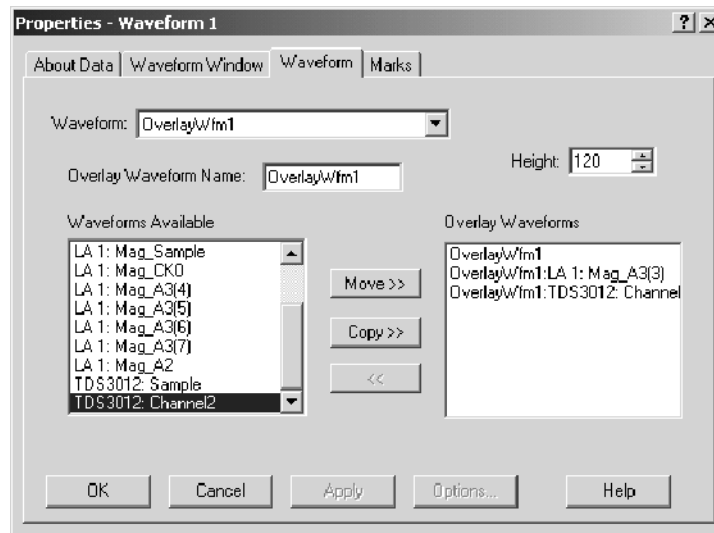 Properties - Waveform 1
About Data
Waveform Window
Waveform
Marks
Waveform: OverlayWfm1
Height: 120
Overlay Waveform Name: OverlayWfm1
Waveforms Available
LA 1: Mag_Sample
LA 1: Mag_CK0
LA 1: Mag_A3(4)
LA 1: Mag_A3(5)
LA 1: Mag_A3(6)
LA 1: Mag_A3(7)
LA 1: Mag_A2
TDS3012: Sample
TDS3012: Channel2
Move >>
Copy >>
<<
Overlay Waveforms
OverlayWfm1
OverlayWfm1:LA 1: Mag_A3(3)
OverlayWfm1:TDS3012: Channel
OK
Cancel
Apply
Options...
Help